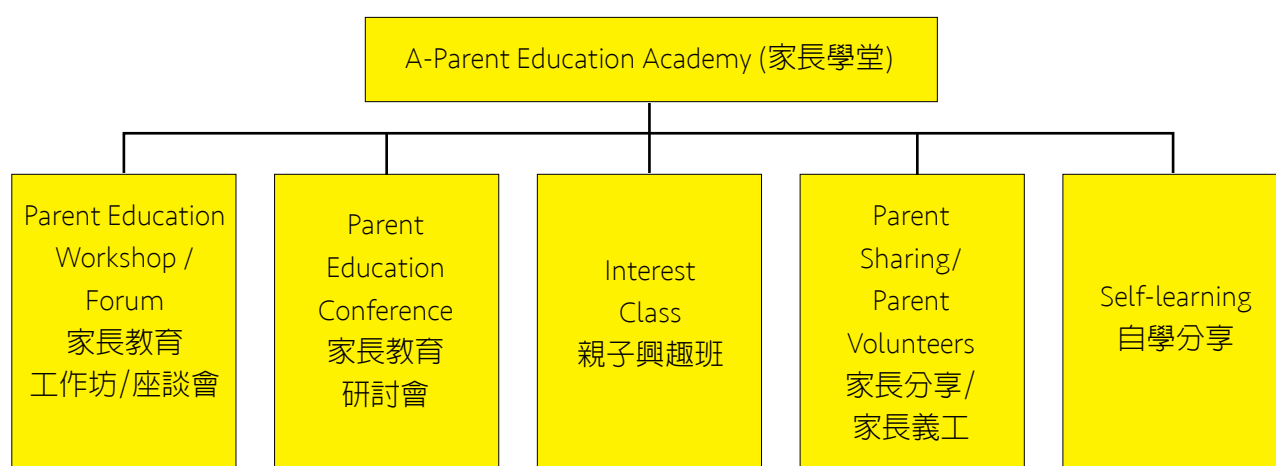 A-Parent Education Academy (家長學堂)
Parent Education
Workshop /
Forum
家長教育
工作坊/座談會
Parent
Education
Conference
家長教育
研討會
Interest
Class
親子興趣班
Parent
Sharing/
Parent
Volunteers
家長分享/
家長義工
Self-learning
自學分享